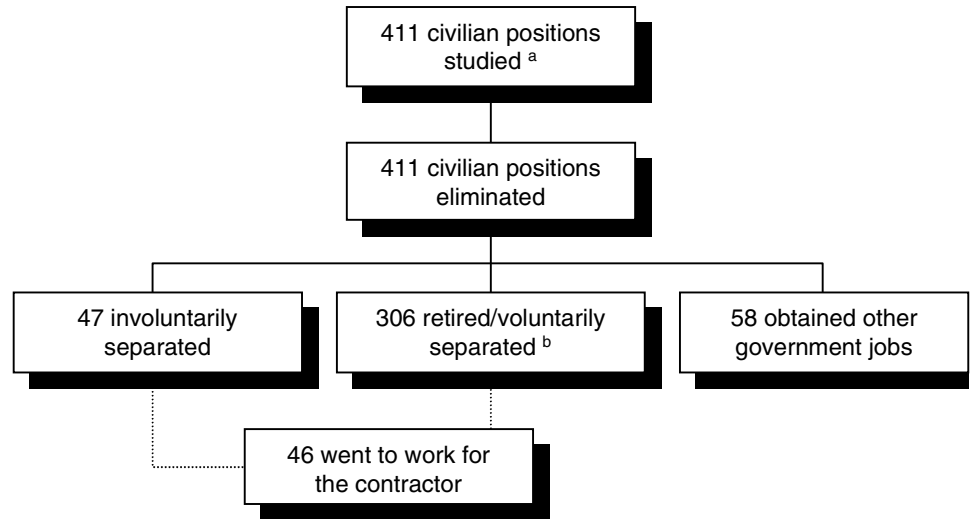 411 civilian positions
studied a
411 civilian positions
eliminated
47 involuntarily
separated
306 retired/voluntarily
separated b
58 obtained other
government jobs
46 went to work for
the contractor